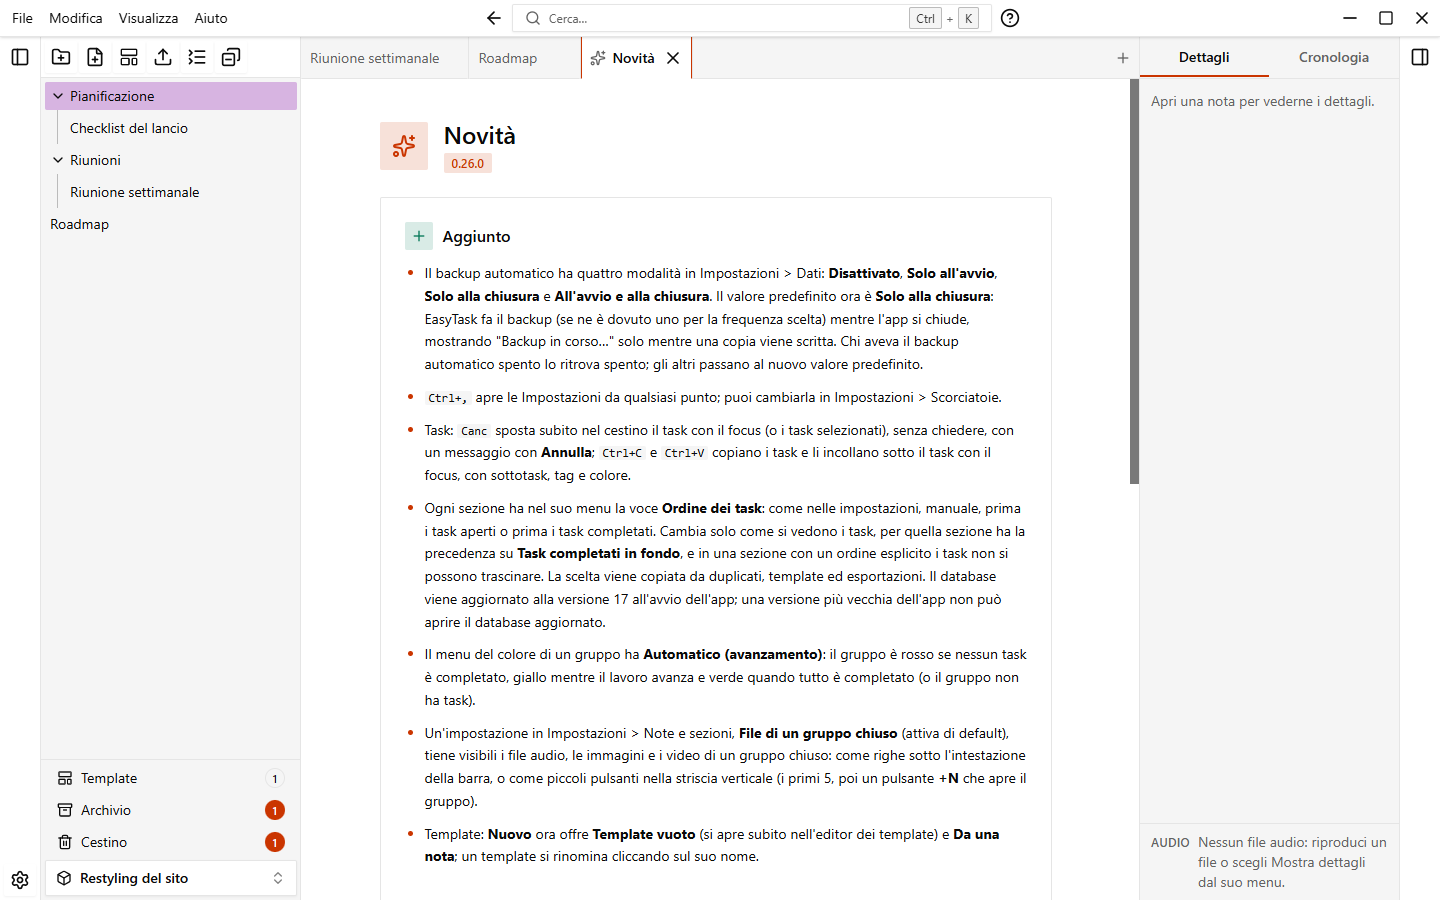 File Modifica Visualizza Aiuto
Cerca... Ctrl + K
Riunione settimanale Roadmap Novità
Dettagli Cronologia
Pianificazione
Checklist del lancio
Riunioni
Riunione settimanale
Roadmap
Template 1
Archivio 1
Cestino 1
Restyling del sito
Novità
0.26.0
Aggiunto
Il backup automatico ha quattro modalità in Impostazioni > Dati: Disattivato, Solo all'avvio,
Solo alla chiusura e All'avvio e alla chiusura. Il valore predefinito ora è Solo alla chiusura:
EasyTask fa il backup (se ne è dovuto uno per la frequenza scelta) mentre l'app si chiude,
mostrando "Backup in corso..." solo mentre una copia viene scritta. Chi aveva il backup
automatico spento lo ritrova spento; gli altri passano al nuovo valore predefinito.
Ctrl+, apre le Impostazioni da qualsiasi punto; puoi cambiarla in Impostazioni > Scorciatoie.
Task: Canc sposta subito nel cestino il task con il focus (o i task selezionati), senza chiedere, con
un messaggio con Annulla; Ctrl+C e Ctrl+V copiano i task e li incollano sotto il task con il
focus, con sottotask, tag e colore.
Ogni sezione ha nel suo menu la voce Ordine dei task: come nelle impostazioni, manuale, prima
i task aperti o prima i task completati. Cambia solo come si vedono i task, per quella sezione ha la
precedenza su Task completati in fondo, e in una sezione con un ordine esplicito i task non si
possono trascinare. La scelta viene copiata da duplicati, template ed esportazioni. Il database
viene aggiornato alla versione 17 all'avvio dell'app; una versione più vecchia dell'app non può
aprire il database aggiornato.
Il menu del colore di un gruppo ha Automatico (avanzamento): il gruppo è rosso se nessun task
è completato, giallo mentre il lavoro avanza e verde quando tutto è completato (o il gruppo non
ha task).
Un'impostazione in Impostazioni > Note e sezioni, File di un gruppo chiuso (attiva di default),
tiene visibili i file audio, le immagini e i video di un gruppo chiuso: come righe sotto l'intestazione
della barra, o come piccoli pulsanti nella striscia verticale (i primi 5, poi un pulsante +N che apre il
gruppo).
Template: Nuovo ora offre Template vuoto (si apre subito nell'editor dei template) e Da una
nota; un template si rinomina cliccando sul suo nome.
Apri una nota per vederne i dettagli.
AUDIO Nessun file audio: riproduci un
file o scegli Mostra dettagli
dal suo menu.